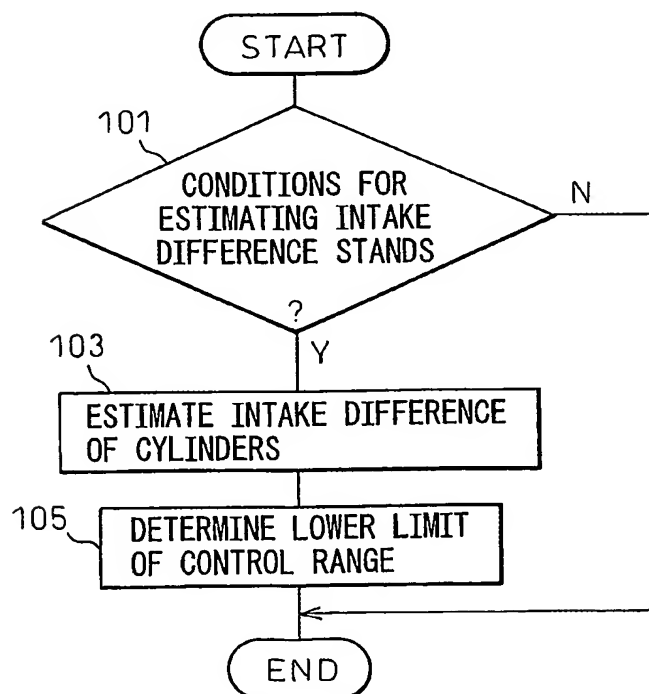 START
101
CONDITIONS FOR
ESTIMATING INTAKE
DIFFERENCE STANDS
?
N
Y
103
ESTIMATE INTAKE DIFFERENCE
OF CYLINDERS
105
DETERMINE LOWER LIMIT
OF CONTROL RANGE
END